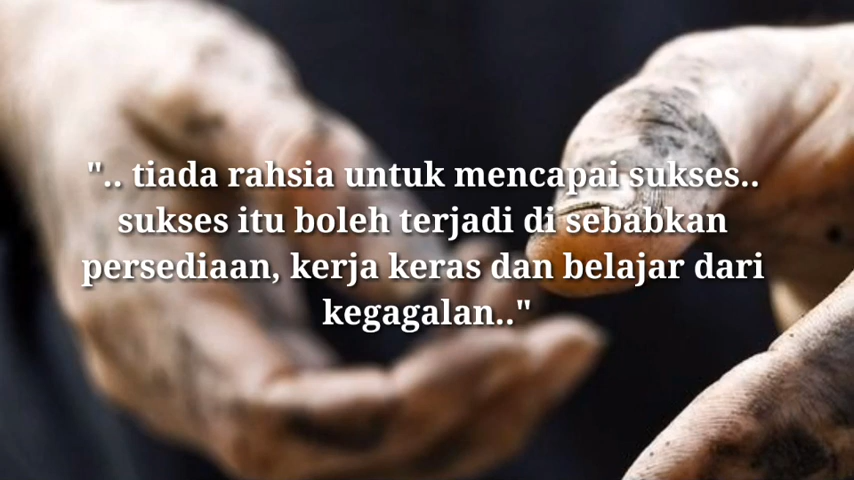 ".. tiada rahsia untuk mencapai sukses..
sukses itu boleh terjadi di sebabkan
persediaan, kerja keras dan belajar dari
kegagalan.."